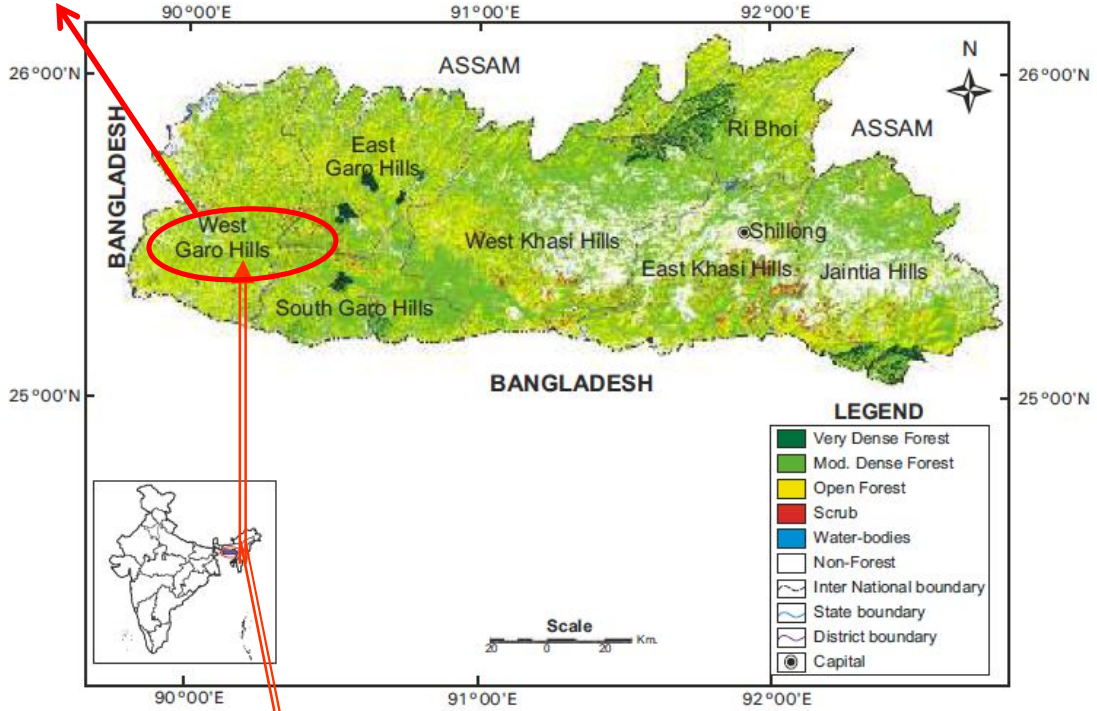 90°00'E 91°00'E 92°00'E
26°00'N
26°00'N
ASSAM
N
BANGLADESH
Ri Bhoi
ASSAM
East
Garo Hills
West
Garo Hills
West Khasi Hills
Shillong
East Khasi Hills
Jaintia Hills
South Garo Hills
BANGLADESH
25°00'N
25°00'N
LEGEND
Very Dense Forest
Mod. Dense Forest
Open Forest
Scrub
Water-bodies
Non-Forest
Inter National boundary
State boundary
District boundary
Capital
Scale
20 0 20 Km.
90°00'E 91°00'E 92°00'E